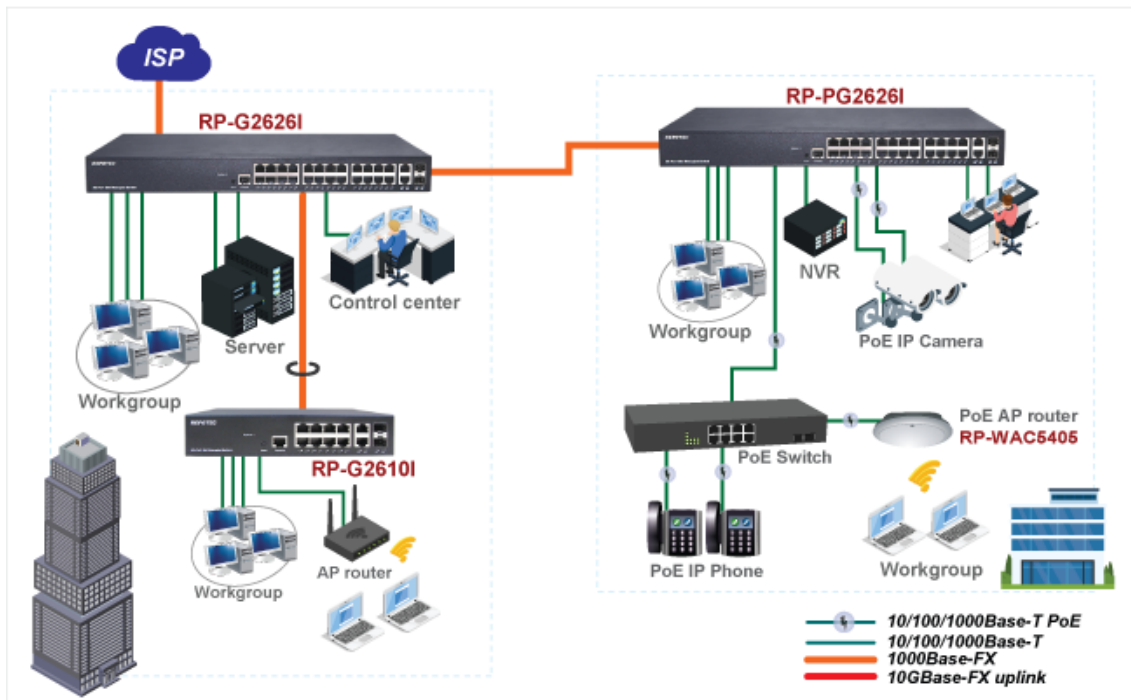 ISP
RP-G2626I
RP-PG2626I
Control center
Server
Workgroup
NVR
Workgroup
PoE IP Camera
RP-G2610I
PoE Switch
PoE AP router
RP-WAC5405
Workgroup
AP router
PoE IP Phone
Workgroup
10/100/1000Base-T PoE
10/100/1000Base-T
1000Base-FX
10GBase-FX uplink